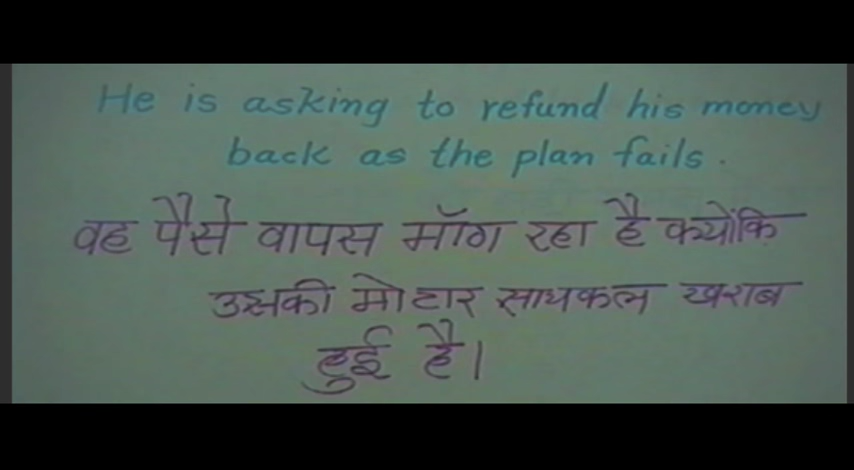 He is asking to refund his money
back as the plan fails.
वह पैसे वापस मॉग रहा है क्योंकि
उसकी मोटार सायकल खराब
हुई है।